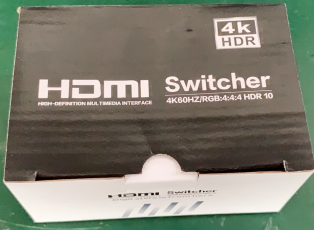 4k
HDR
HDMI Switcher
HIGH-DEFINITION MULTIMEDIA INTERFACE
4K60HZ/RGB:4:4:4 HDR 10
HDMI Switcher